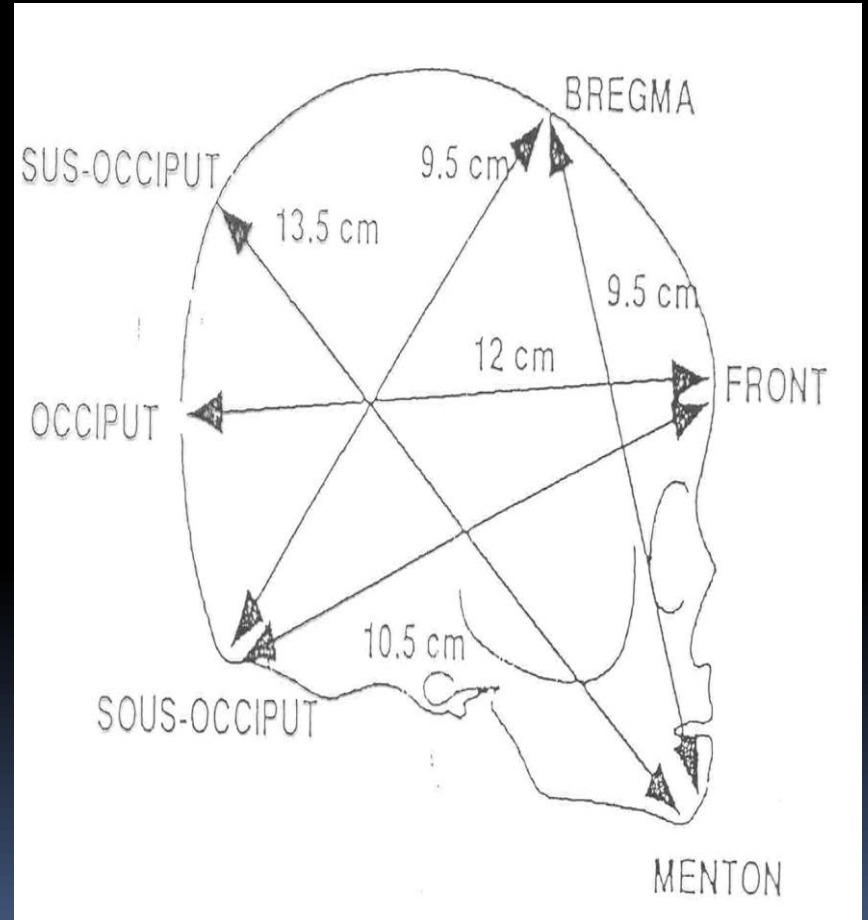 BREGMA
SUS-OCCIPUT
9.5 cm
13.5 cm
9.5 cm
12 cm
FRONT
OCCIPUT
10.5 cm
SOUS-OCCIPUT
MENTON